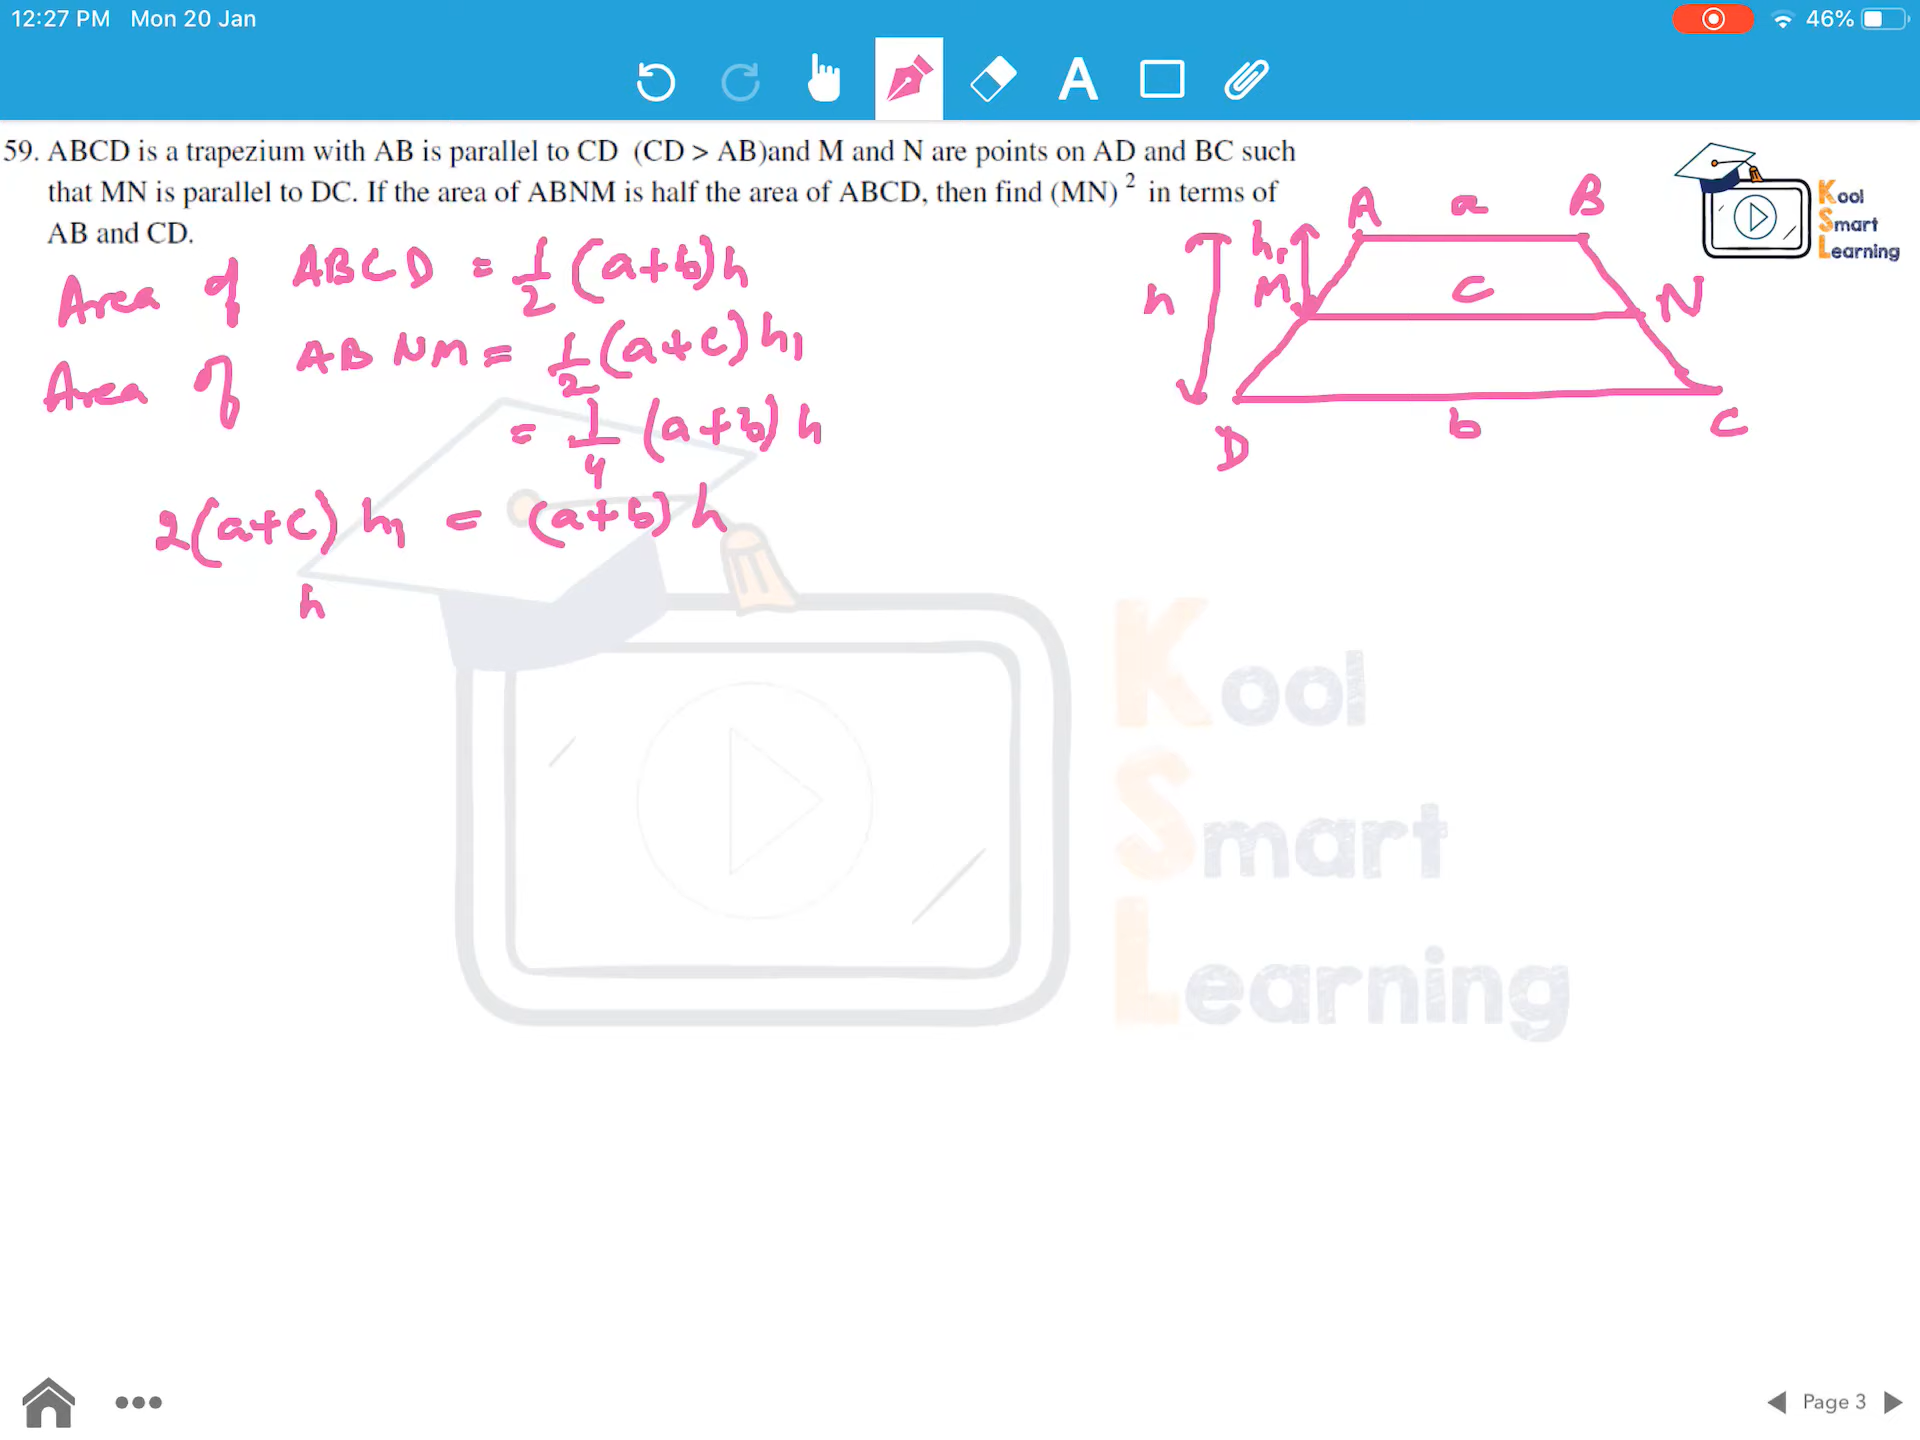 12:27 PM Mon 20 Jan
46%
A
59. ABCD is a trapezium with AB is parallel to CD (CD > AB)and M and N are points on AD and BC such
that MN is parallel to DC. If the area of ABNM is half the area of ABCD, then find (MN)² in terms of
AB and CD.
Kool
Smart
Learning
A a B
h h₁ M C N
D b C
Area of ABCD = 1/2 (a+b)h
Area of ABNM = 1/2 (a+c) h₁
= 1/4 (a+b) h
2(a+c) h₁ = (a+b) h
h
Kool
Smart
Learning
Page 3